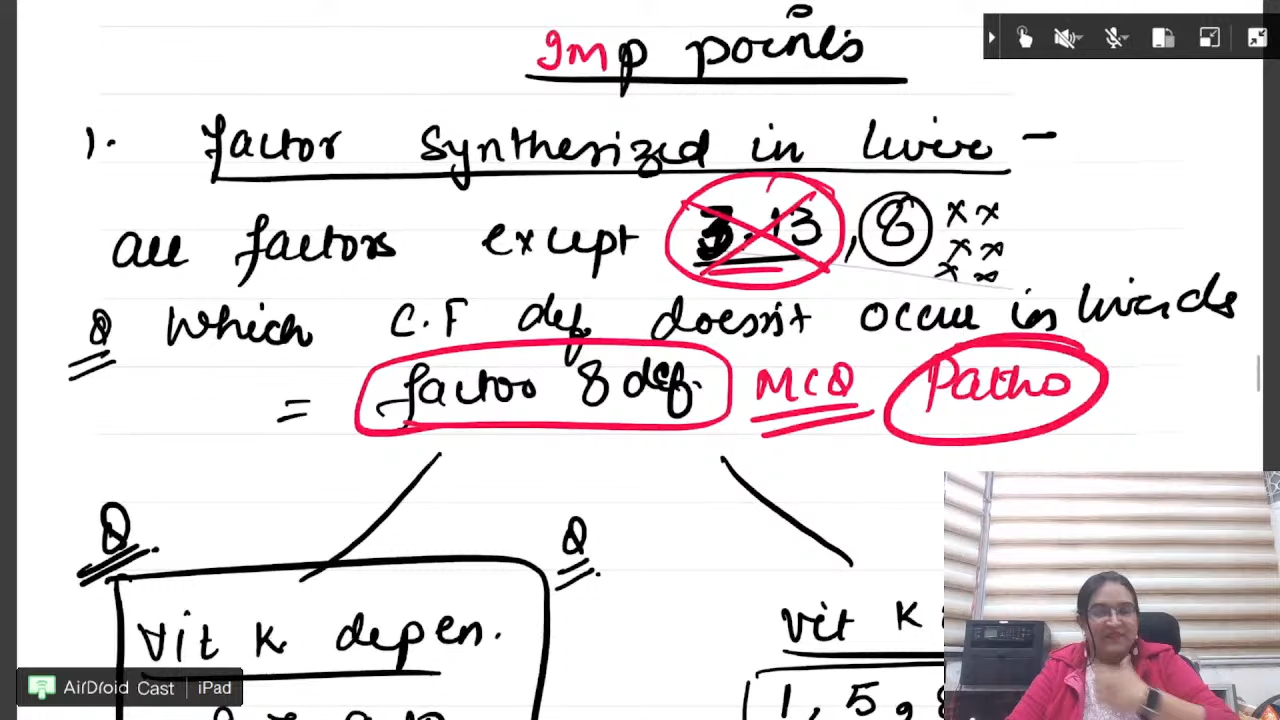 Imp points
1. factor synthesized in liver -
all factors except 3, 13, 8 x x x x x x
Q Which C.F def doesn't occur in liver ds
= factor 8 def. MCQ Patho
Q Q
Vit K depen. Vit K
1, 5, 8
AirDroid Cast | iPad